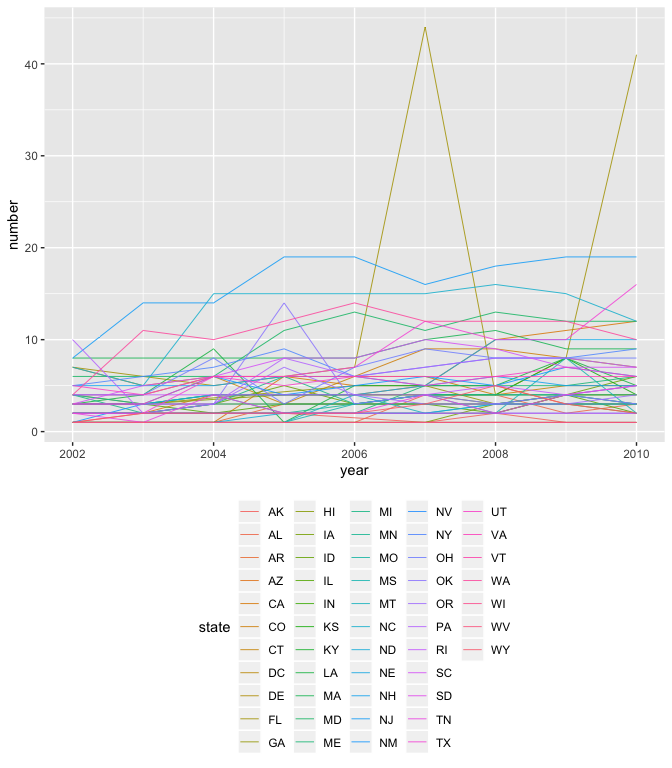 40
30
20
10
0
number
2002 2004 2006 2008 2010
year
state
AK HI MI NV UT
AL IA MN NY VA
AR ID MO OH VT
AZ IL MS OK WA
CA IN MT OR WI
CO KS NC PA WV
CT KY ND RI WY
DC LA NE SC
DE MA NH SD
FL MD NJ TN
GA ME NM TX